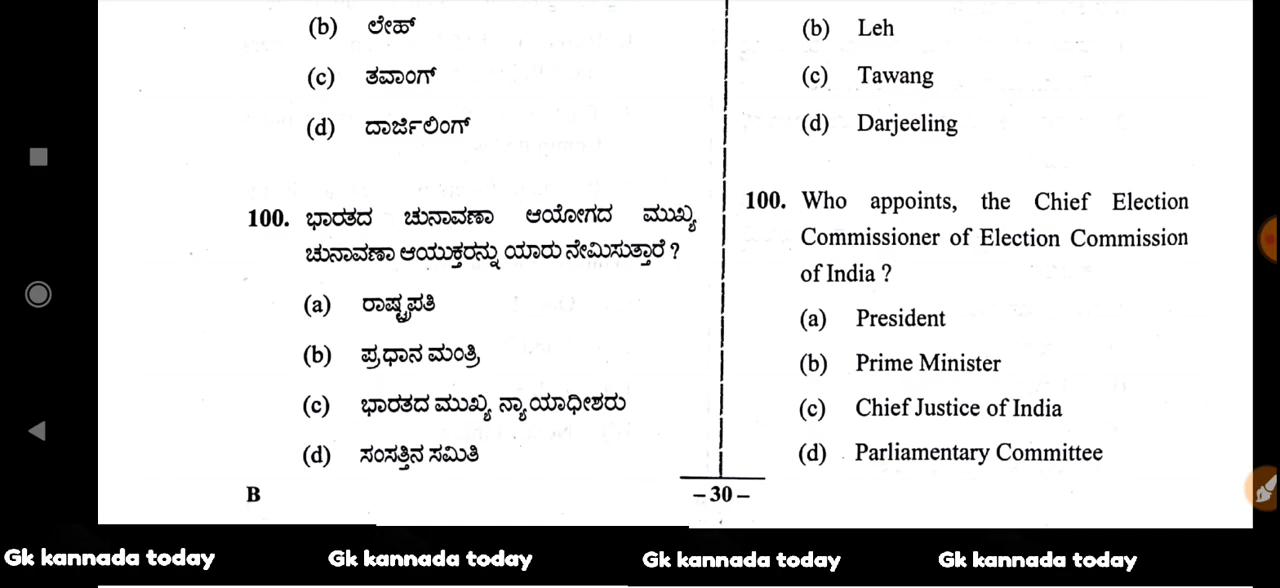 (b) ಲೇಹ್
(c) ತವಾಂಗ್
(d) ದಾರ್ಜಿಲಿಂಗ್
100. ಭಾರತದ ಚುನಾವಣಾ ಆಯೋಗದ ಮುಖ್ಯ
ಚುನಾವಣಾ ಆಯುಕ್ತರನ್ನು ಯಾರು ನೇಮಿಸುತ್ತಾರೆ ?
(a) ರಾಷ್ಟ್ರಪತಿ
(b) ಪ್ರಧಾನ ಮಂತ್ರಿ
(c) ಭಾರತದ ಮುಖ್ಯ ನ್ಯಾಯಾಧೀಶರು
(d) ಸಂಸತ್ತಿನ ಸಮಿತಿ
B
(b) Leh
(c) Tawang
(d) Darjeeling
100. Who appoints, the Chief Election
Commissioner of Election Commission
of India ?
(a) President
(b) Prime Minister
(c) Chief Justice of India
(d) Parliamentary Committee
– 30 –
Gk kannada today Gk kannada today Gk kannada today Gk kannada today